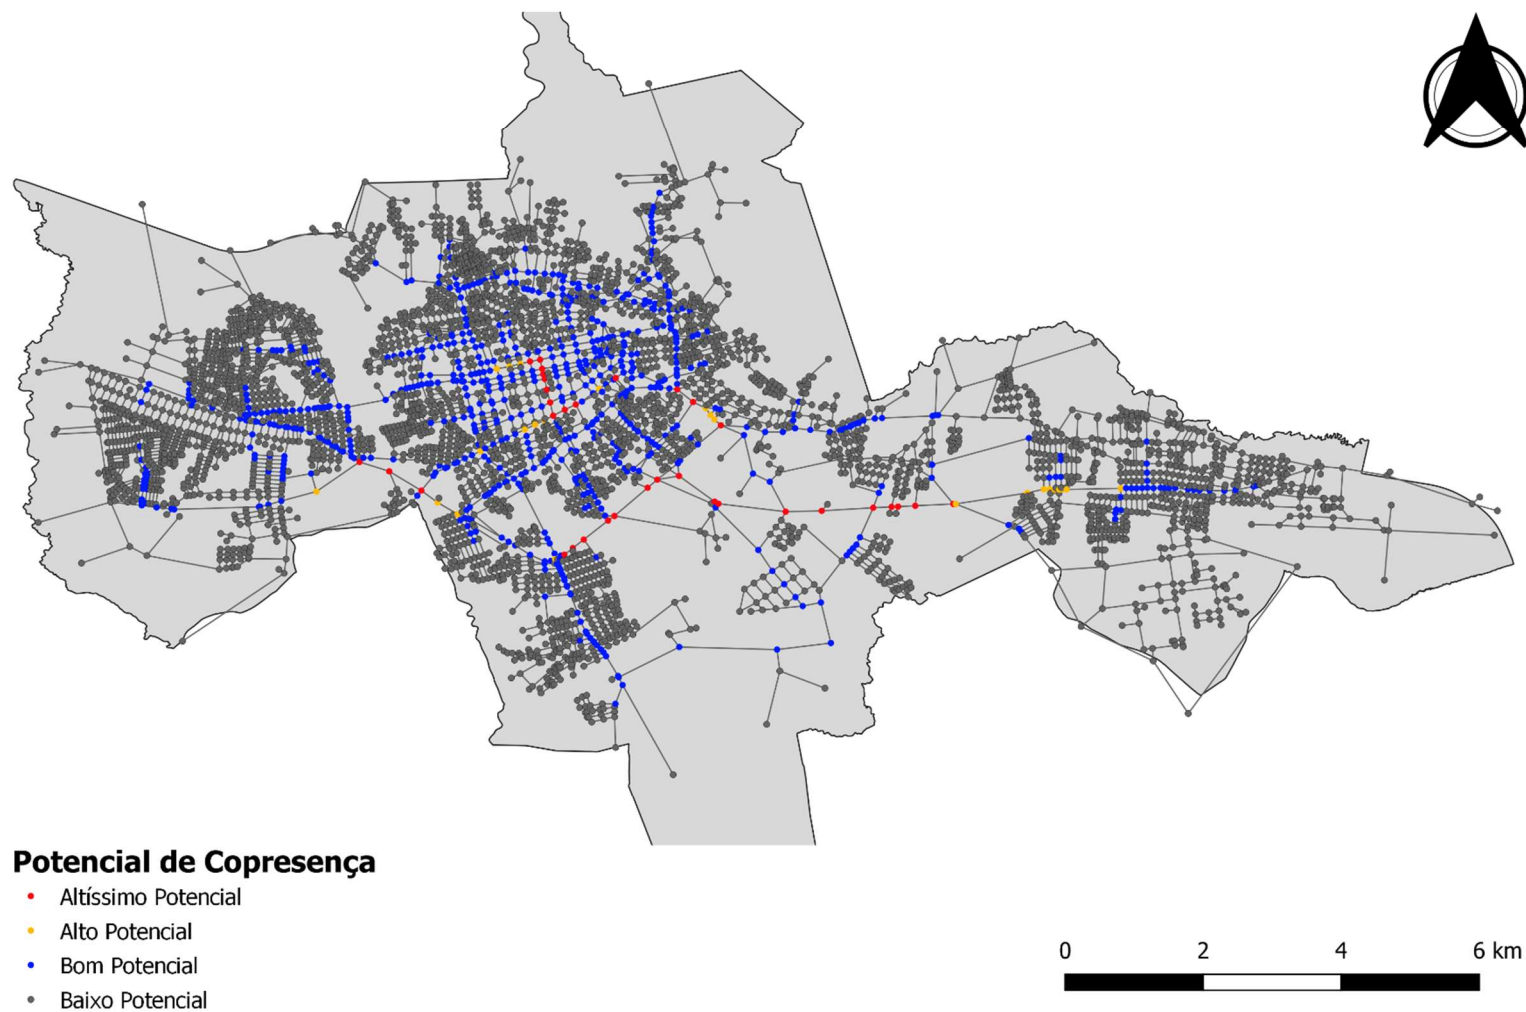 Potencial de Copresença
Altíssimo Potencial
Alto Potencial
Bom Potencial
Baixo Potencial
0 2 4 6 km